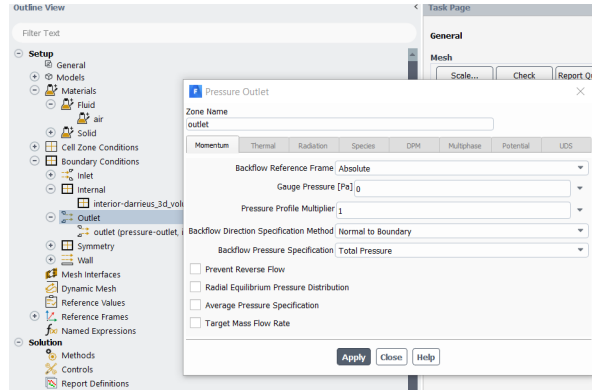 Outline View
<
Task Page
Filter Text
General
Setup
General
Mesh
Models
Scale...
Check
Report Qu
Materials
Fluid
air
Solid
Cell Zone Conditions
Boundary Conditions
Inlet
Internal
interior-darrieus_3d_volu
Outlet
outlet (pressure-outlet, i
Symmetry
Wall
Mesh Interfaces
Dynamic Mesh
Reference Values
Reference Frames
Named Expressions
Solution
Methods
Controls
Report Definitions
Pressure Outlet
Zone Name
outlet
Momentum
Thermal
Radiation
Species
DPM
Multiphase
Potential
UDS
Backflow Reference Frame Absolute
Gauge Pressure [Pa] 0
Pressure Profile Multiplier 1
Backflow Direction Specification Method Normal to Boundary
Backflow Pressure Specification Total Pressure
Prevent Reverse Flow
Radial Equilibrium Pressure Distribution
Average Pressure Specification
Target Mass Flow Rate
Apply
Close
Help